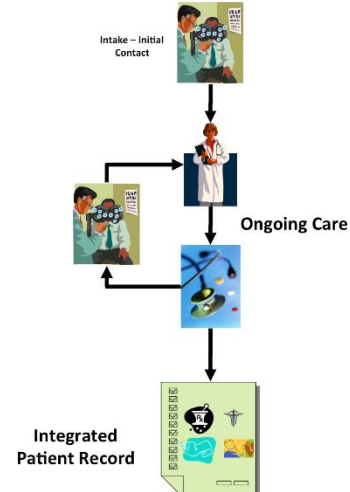 Intake – Initial
Contact
Ongoing Care
Integrated
Patient Record